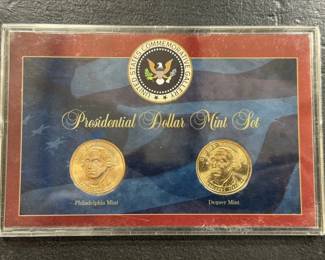 UNITED STATES COMMEMORATIVE GALLERY
Presidential Dollar Mint Set
Philadelphia Mint
Denver Mint